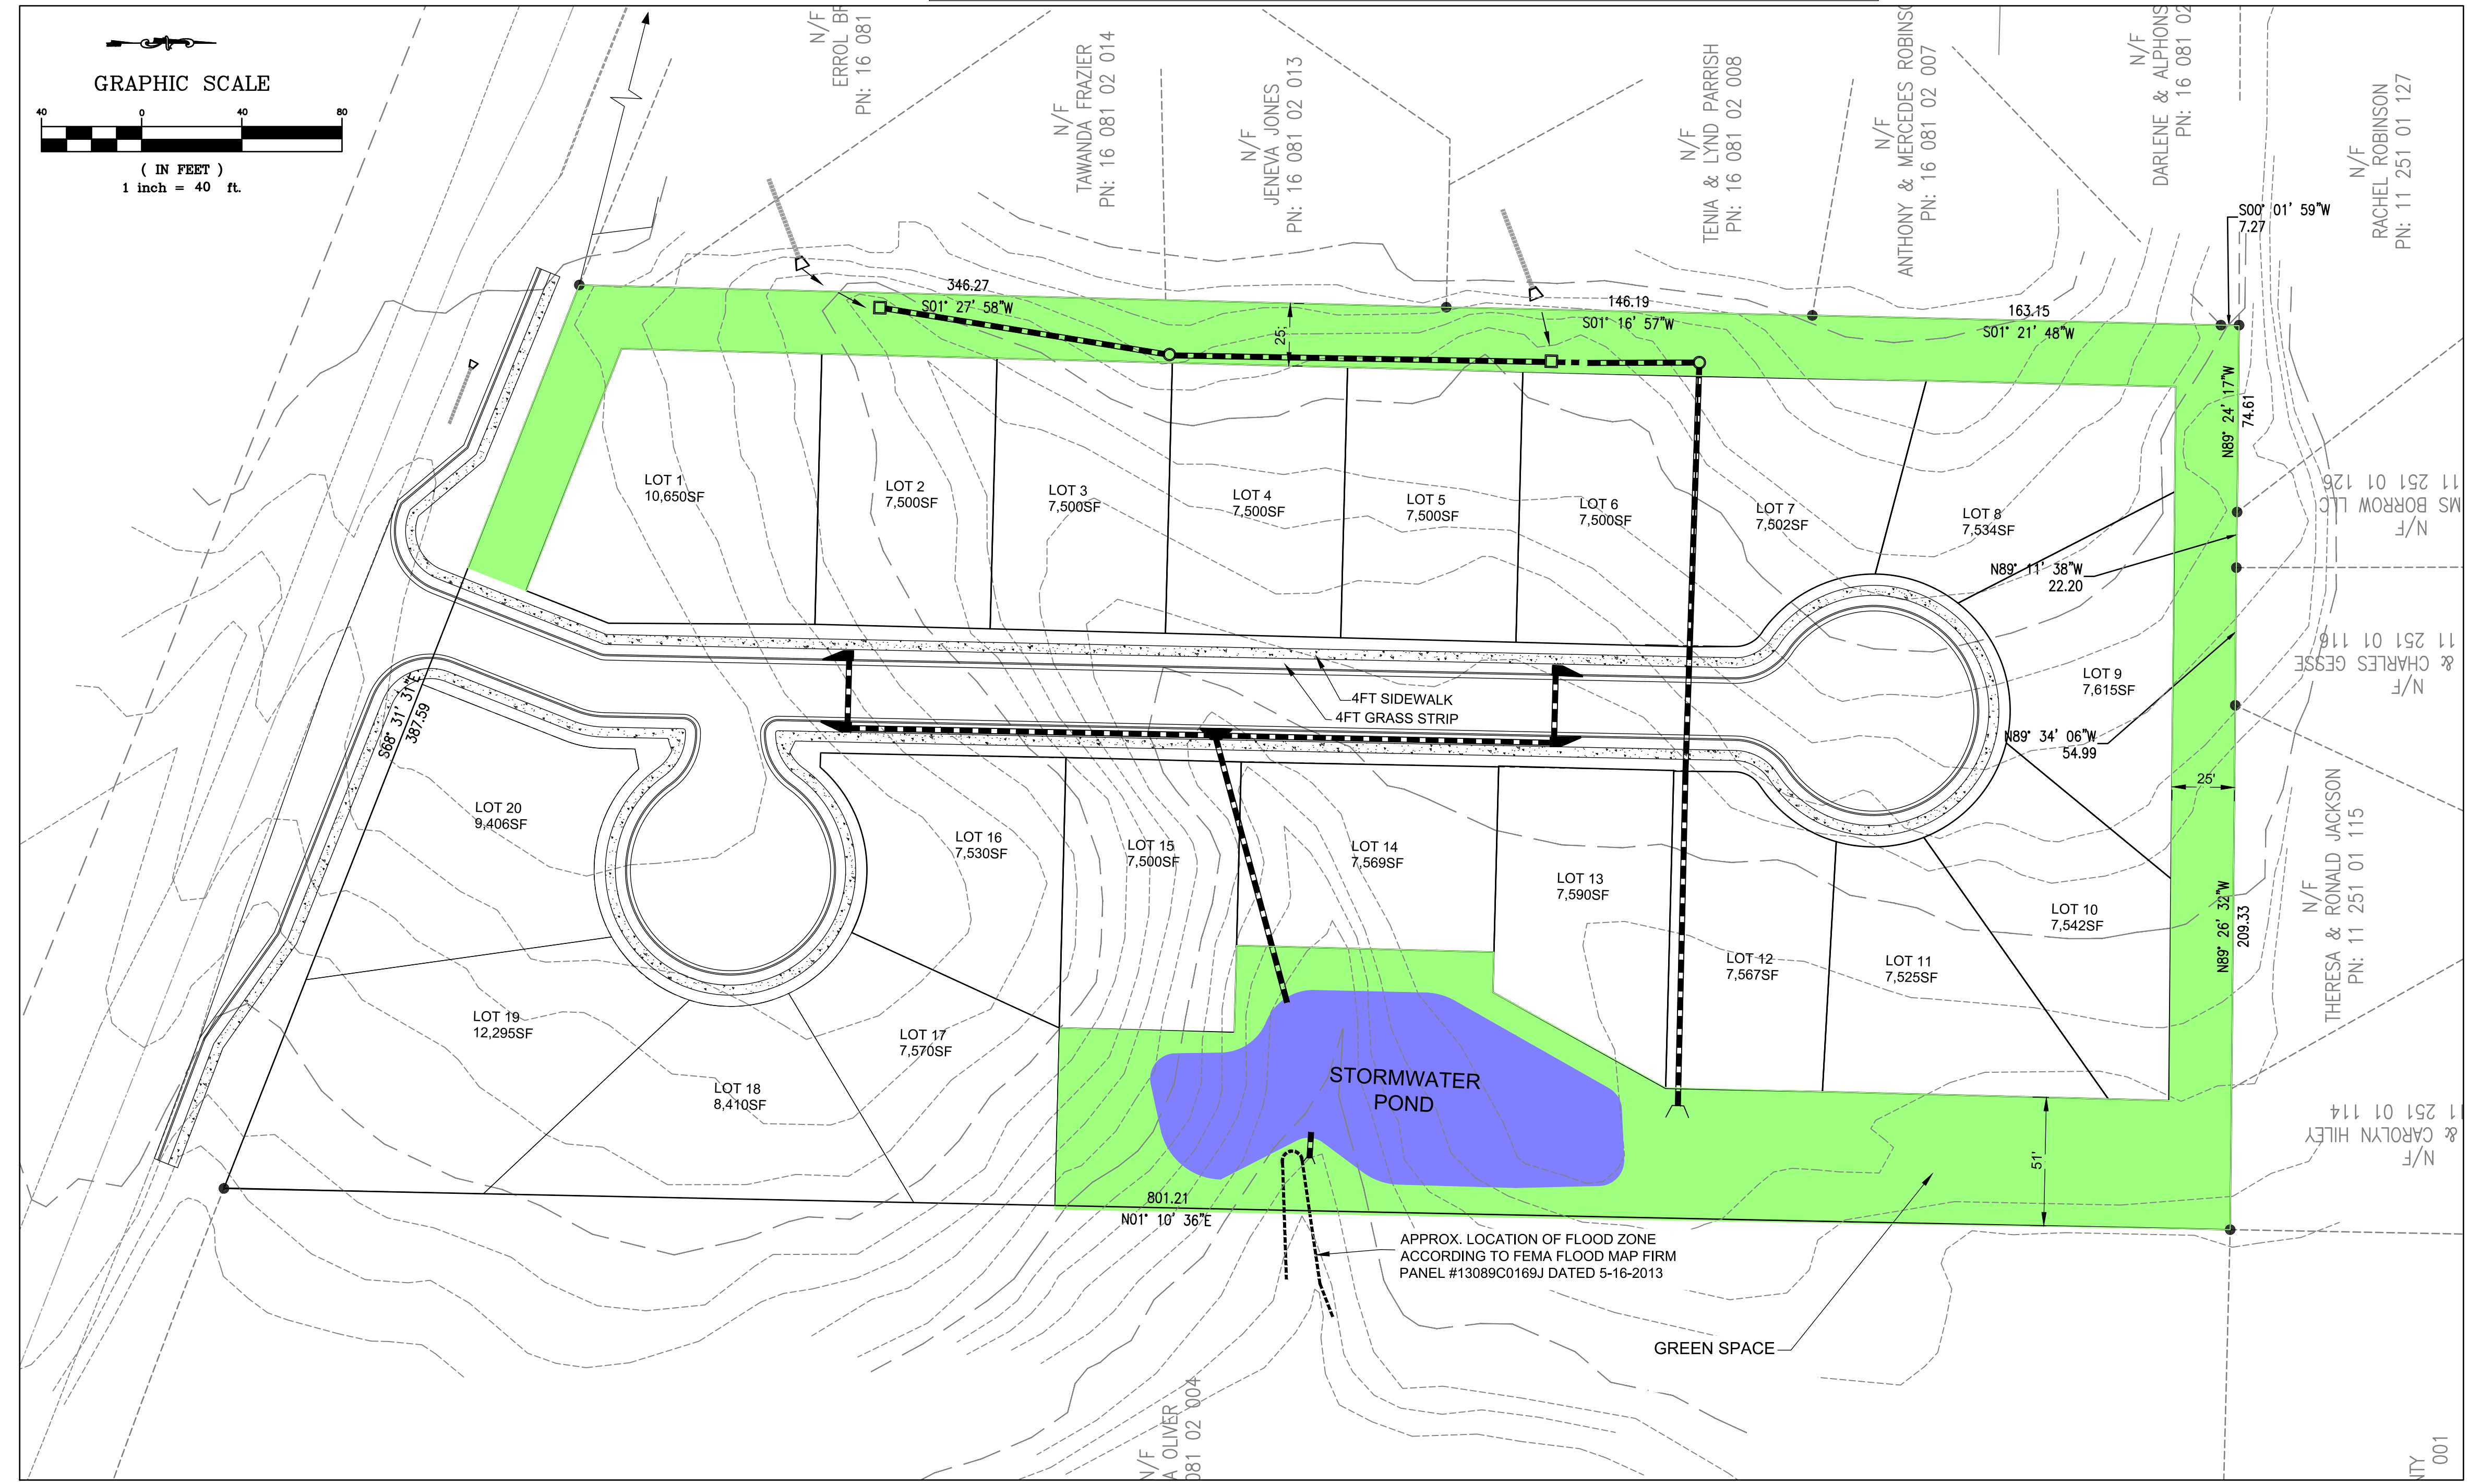 GRAPHIC SCALE
40 0 40 80
( IN FEET )
1 inch = 40 ft.
N/F
ERROL BR
PN: 16 081
N/F
TAWANDA FRAZIER
PN: 16 081 02 014
N/F
JENEVA JONES
PN: 16 081 02 013
N/F
TENIA & LYND PARRISH
PN: 16 081 02 008
N/F
ANTHONY & MERCEDES ROBINSO
PN: 16 081 02 007
N/F
DARLENE & ALPHONS
PN: 16 081 02
N/F
RACHEL ROBINSON
PN: 11 251 01 127
S00° 01' 59"W
7.27
346.27
S01° 27' 58"W
25'
146.19
S01° 16' 57"W
163.15
S01° 21' 48"W
N89° 24' 17"W
74.61
N/F
MS BORROW LLC
11 251 01 126
LOT 1
10,650SF
LOT 2
7,500SF
LOT 3
7,500SF
LOT 4
7,500SF
LOT 5
7,500SF
LOT 6
7,500SF
LOT 7
7,502SF
LOT 8
7,534SF
N89° 11' 38"W
22.20
N/F
& CHARLES GESSE
11 251 01 116
LOT 9
7,615SF
N89° 34' 06"W
54.99
25'
4FT SIDEWALK
4FT GRASS STRIP
S68° 31' 31"E
387.59
LOT 20
9,406SF
LOT 16
7,530SF
LOT 15
7,500SF
LOT 14
7,569SF
LOT 13
7,590SF
LOT 10
7,542SF
LOT 12
7,567SF
LOT 11
7,525SF
N89° 26' 32"W
209.33
N/F
THERESA & RONALD JACKSON
PN: 11 251 01 115
LOT 19
12,295SF
LOT 17
7,570SF
LOT 18
8,410SF
STORMWATER
POND
51'
N/F
& CAROLYN HILEY
11 251 01 114
801.21
N01° 10' 36"E
APPROX. LOCATION OF FLOOD ZONE
ACCORDING TO FEMA FLOOD MAP FIRM
PANEL #13089C0169J DATED 5-16-2013
GREEN SPACE
N/F
A OLIVER
081 02 004
NTY
001